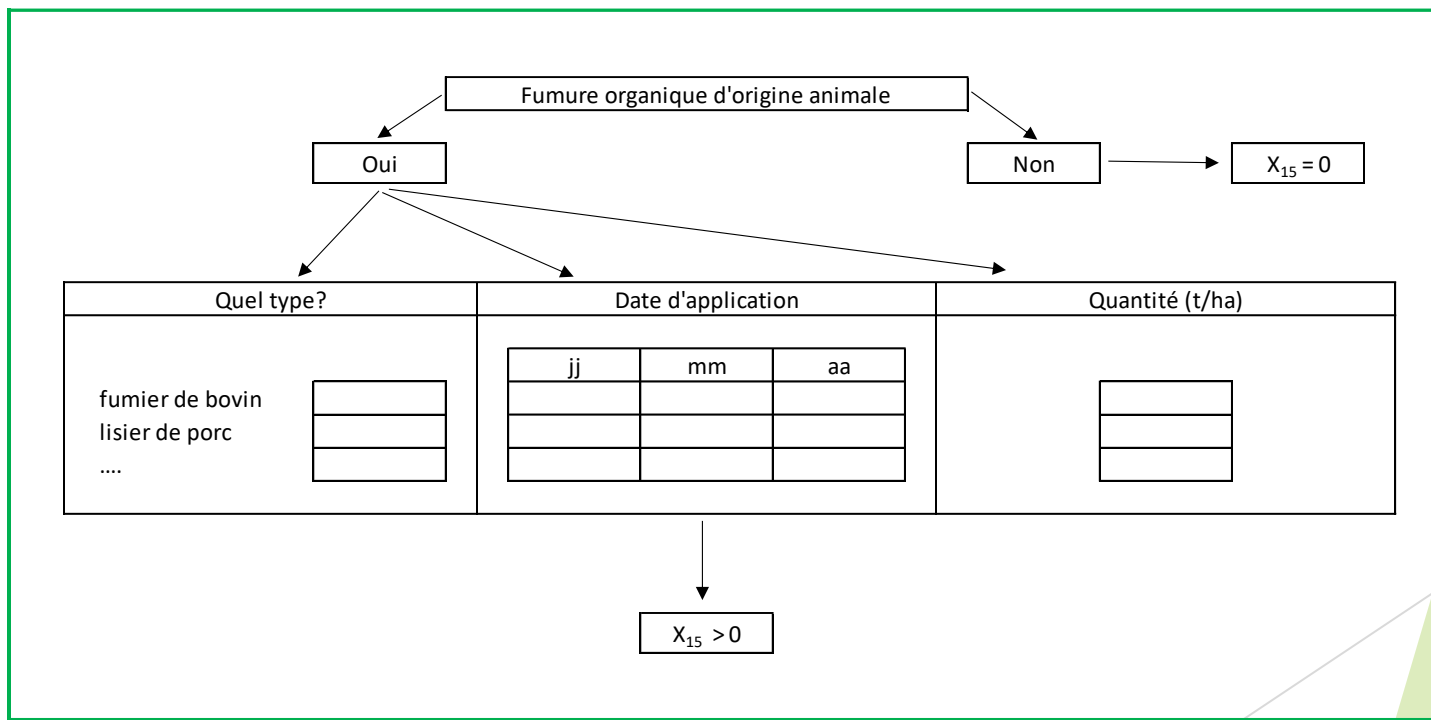 Fumure organique d'origine animale
Oui
Non
X₁₅ = 0
Quel type?
Date d'application
Quantité (t/ha)
jj
mm
aa
fumier de bovin
lisier de porc
....
X₁₅ > 0